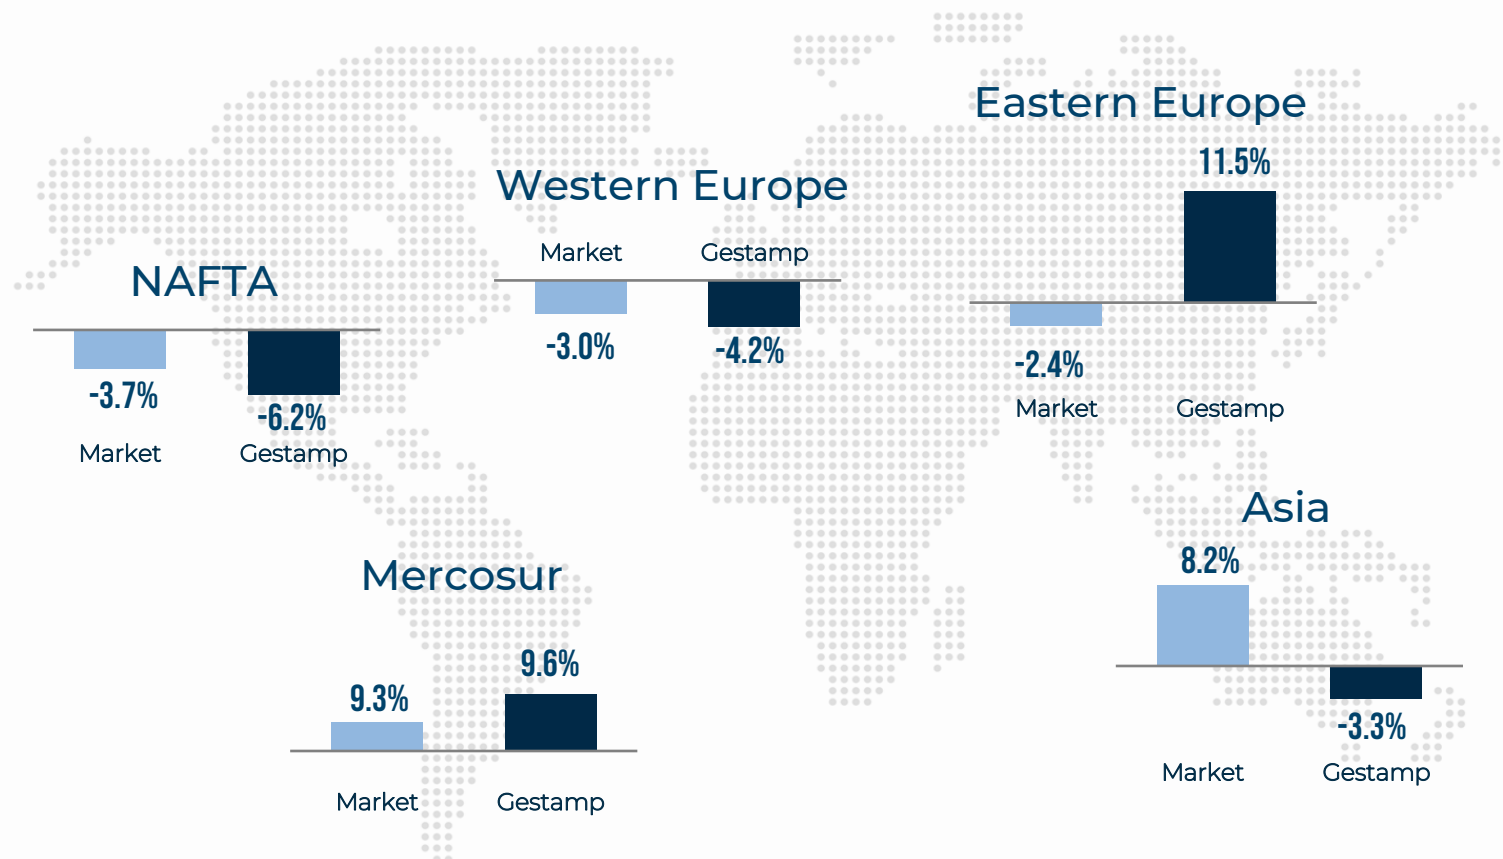 Eastern Europe
11.5%
-2.4%
Market Gestamp
Western Europe
Market Gestamp
-3.0% -4.2%
NAFTA
-3.7% -6.2%
Market Gestamp
Asia
8.2%
-3.3%
Market Gestamp
Mercosur
9.3% 9.6%
Market Gestamp